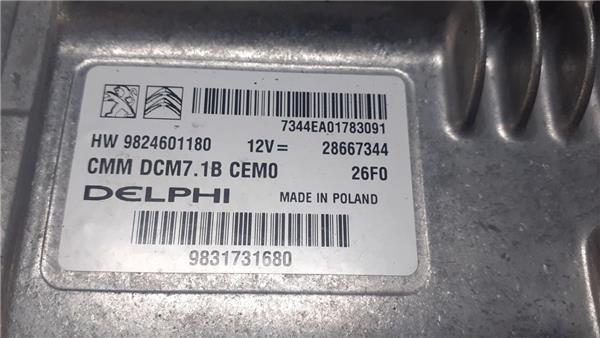 7344EA01783091
HW 9824601180 12V= 28667344
CMM DCM7.1B CEM0 26F0
DELPHI MADE IN POLAND
9831731680